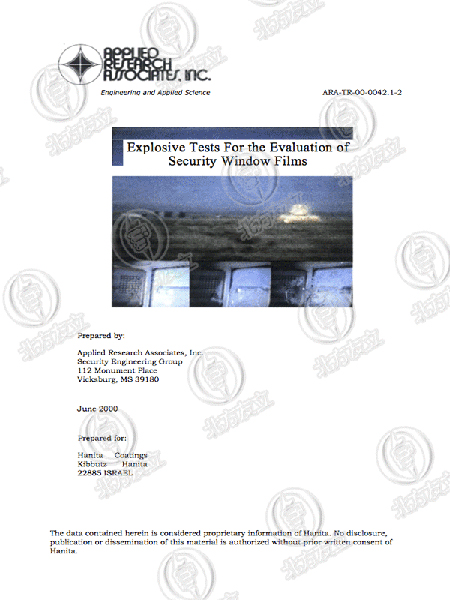 APPLIED
RESEARCH
ASSOCIATES, INC.
Engineering and Applied Science
ARA-TR-00-0042.1-2
Explosive Tests For the Evaluation of
Security Window Films
Prepared by:
Applied Research Associates, Inc.
Security Engineering Group
112 Monument Place
Vicksburg, MS 39180
June 2000
Prepared for:
Hanita Coatings
Kibbutz Hanita
22885 ISRAEL
The data contained herein is considered proprietary information of Hanita. No disclosure,
publication or dissemination of this material is authorized without prior written consent of
Hanita.